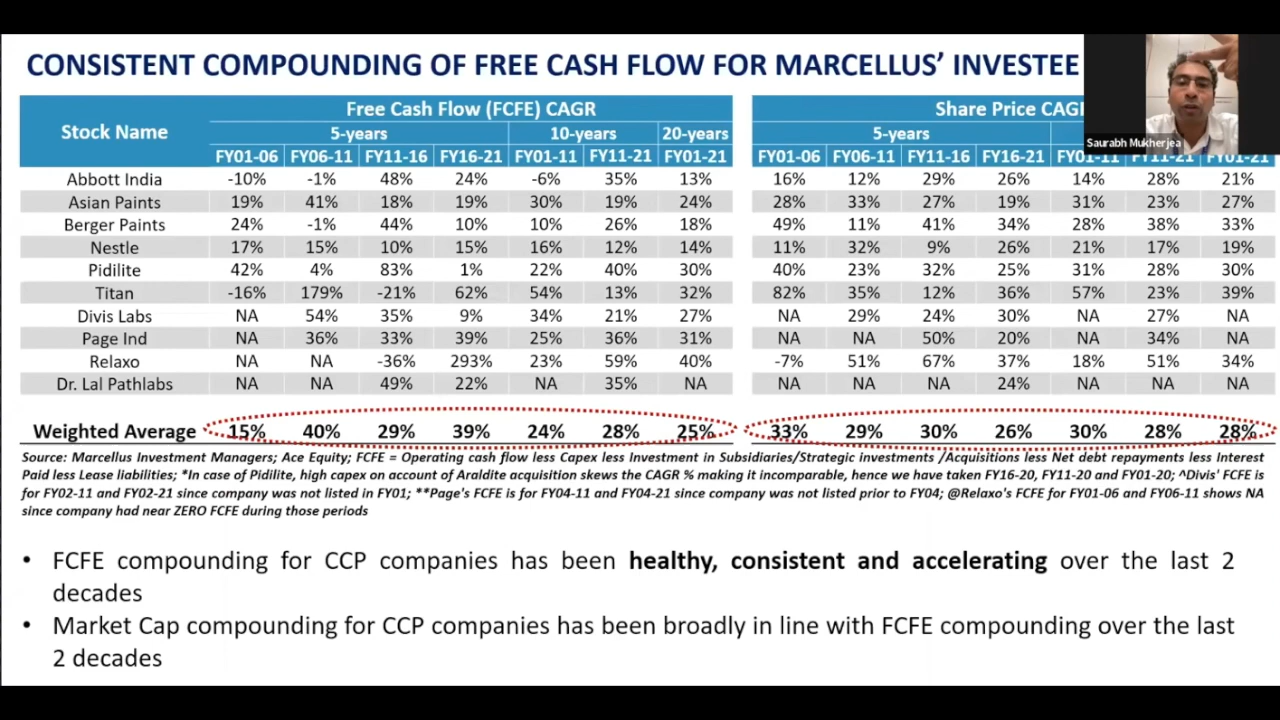 CONSISTENT COMPOUNDING OF FREE CASH FLOW FOR MARCELLUS' INVESTEE
Stock Name Free Cash Flow (FCFE) CAGR Share Price CAGR
5-years 10-years 20-years 5-years
FY01-06 FY06-11 FY11-16 FY16-21 FY01-11 FY11-21 FY01-21 FY01-06 FY06-11 FY11-16 FY16-21 FY01-11 FY11-21 FY01-21
Saurabh Mukherjea
Abbott India -10% -1% 48% 24% -6% 35% 13% 16% 12% 29% 26% 14% 28% 21%
Asian Paints 19% 41% 18% 19% 30% 19% 24% 28% 33% 27% 19% 31% 23% 27%
Berger Paints 24% -1% 44% 10% 10% 26% 18% 49% 11% 41% 34% 28% 38% 33%
Nestle 17% 15% 10% 15% 16% 12% 14% 11% 32% 9% 26% 21% 17% 19%
Pidilite 42% 4% 83% 1% 22% 40% 30% 40% 23% 32% 25% 31% 28% 30%
Titan -16% 179% -21% 62% 54% 13% 32% 82% 35% 12% 36% 57% 23% 39%
Divis Labs NA 54% 35% 9% 34% 21% 27% NA 29% 24% 30% NA 27% NA
Page Ind NA 36% 33% 39% 25% 36% 31% NA NA 50% 20% NA 34% NA
Relaxo NA NA -36% 293% 23% 59% 40% -7% 51% 67% 37% 18% 51% 34%
Dr. Lal Pathlabs NA NA 49% 22% NA 35% NA NA NA NA 24% NA NA NA
Weighted Average 15% 40% 29% 39% 24% 28% 25% 33% 29% 30% 26% 30% 28% 28%
Source: Marcellus Investment Managers; Ace Equity; FCFE = Operating cash flow less Capex less Investment in Subsidiaries/Strategic investments /Acquisitions less Net debt repayments less Interest
Paid less Lease liabilities; *In case of Pidilite, high capex on account of Araldite acquisition skews the CAGR % making it incomparable, hence we have taken FY16-20, FY11-20 and FY01-20; ^Divis' FCFE is
for FY02-11 and FY02-21 since company was not listed in FY01; **Page's FCFE is for FY04-11 and FY04-21 since company was not listed prior to FY04; @Relaxo's FCFE for FY01-06 and FY06-11 shows NA
since company had near ZERO FCFE during those periods
• FCFE compounding for CCP companies has been healthy, consistent and accelerating over the last 2
decades
• Market Cap compounding for CCP companies has been broadly in line with FCFE compounding over the last
2 decades